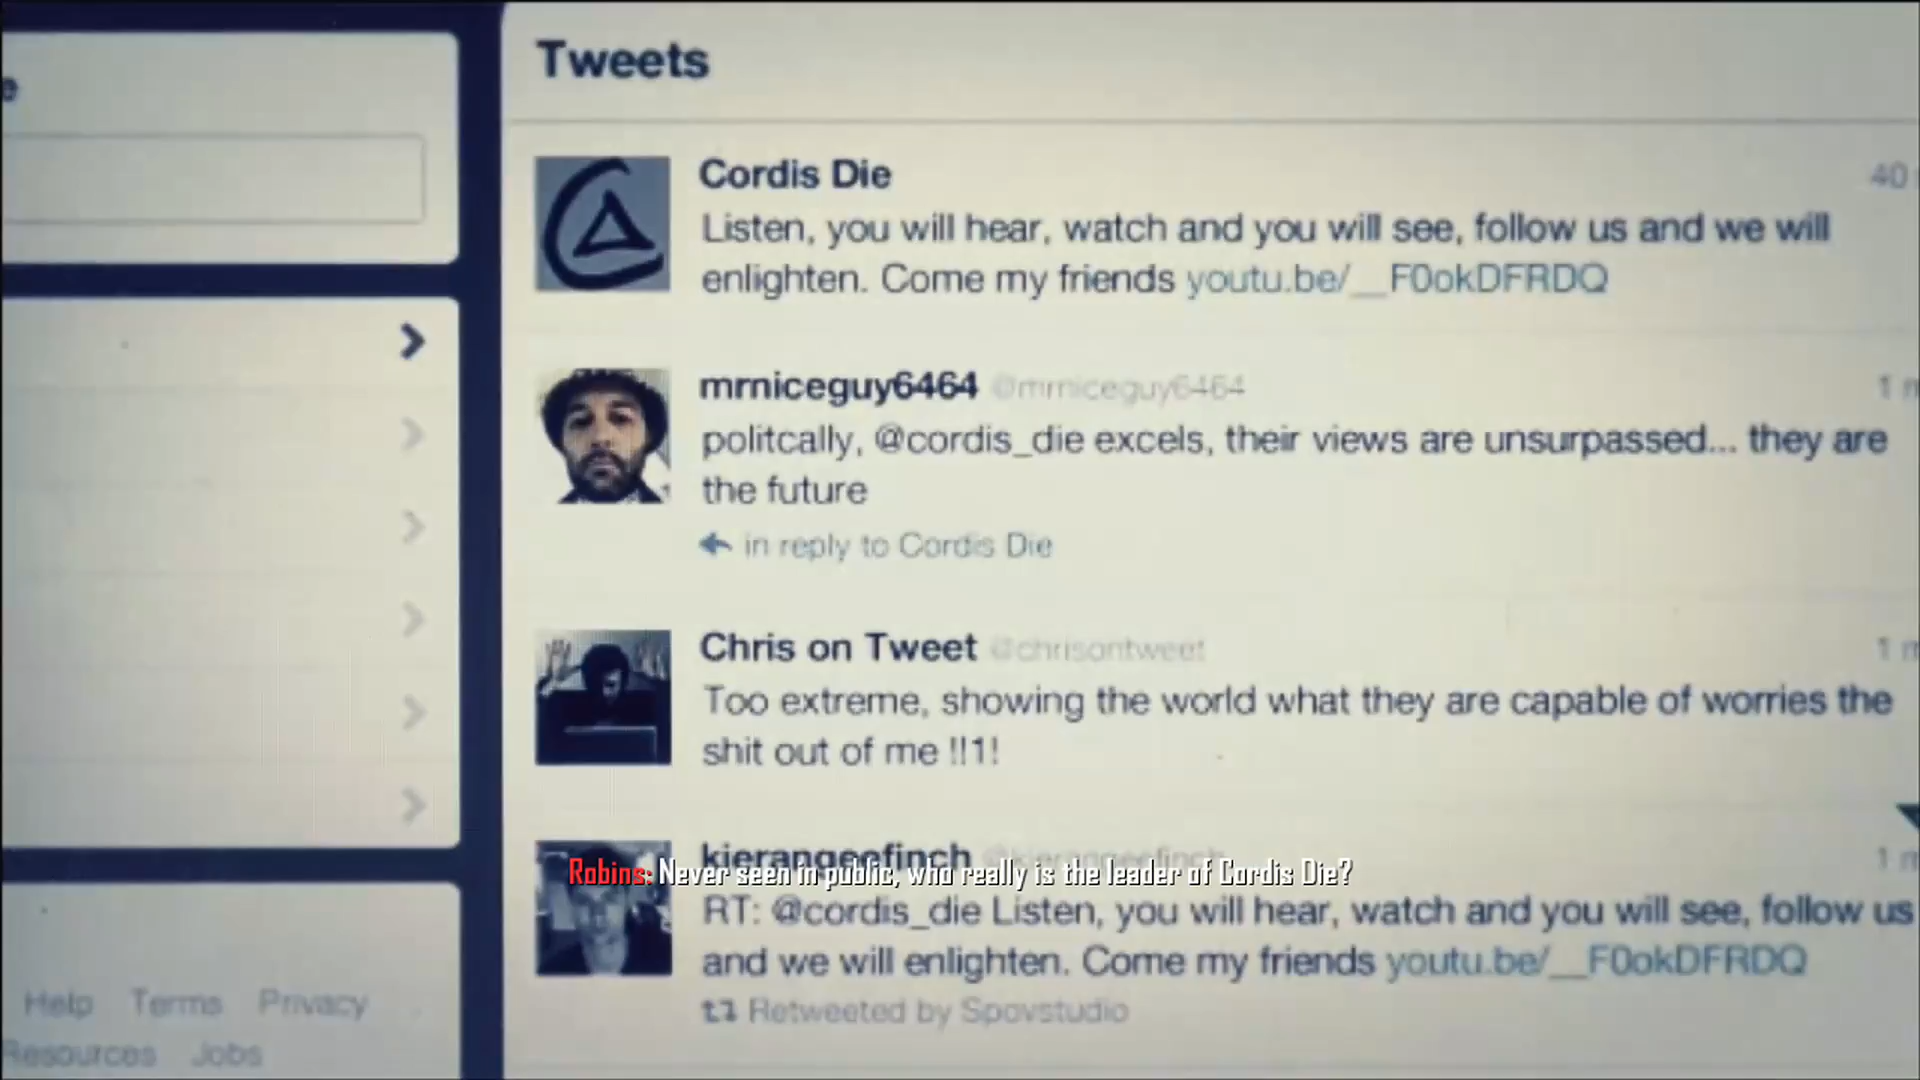 e
Tweets
Cordis Die
40
Listen, you will hear, watch and you will see, follow us and we will
enlighten. Come my friends youtu.be/__F0okDFRDQ
mrniceguy6464 @mrniceguy6464
1 m
politcally, @cordis_die excels, their views are unsurpassed... they are
the future
in reply to Cordis Die
Chris on Tweet @chrisontweet
1 m
Too extreme, showing the world what they are capable of worries the
shit out of me !!1!
kierangeefinch @kierangeefinch
1 m
Robins: Never seen in public, who really is the leader of Cordis Die?
RT: @cordis_die Listen, you will hear, watch and you will see, follow us
and we will enlighten. Come my friends youtu.be/__F0okDFRDQ
Retweeted by Spovstudio
Help Terms Privacy
Resources Jobs